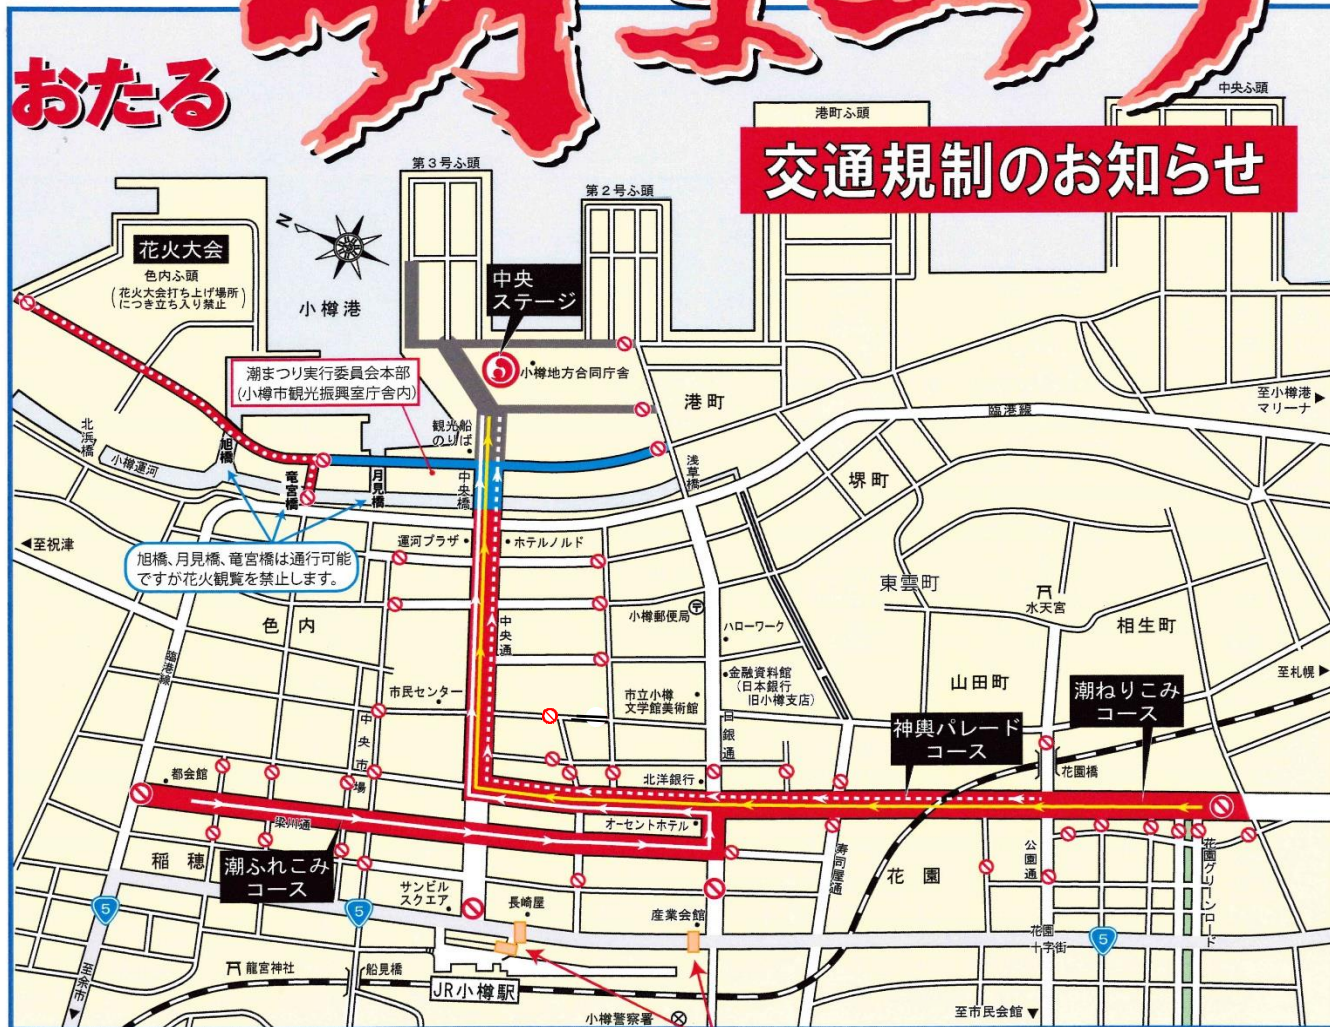 おたる
潮まつり
交通規制のお知らせ
港町ふ頭
中央ふ頭
第3号ふ頭
第2号ふ頭
N
花火大会
色内ふ頭
(花火大会打ち上げ場所
につき立ち入り禁止)
小樽港
中央
ステージ
小樽地方合同庁舎
潮まつり実行委員会本部
(小樽市観光振興室庁舎内)
港町
至小樽港
マリーナ
臨港線
観光船
のりば
北浜橋
旭橋
小樽運河
竜宮橋
月見橋
中央橋
浅草橋
堺町
至祝津
旭橋、月見橋、竜宮橋は通行可能
ですが花火観覧を禁止します。
運河プラザ
ホテルノルド
東雲町
水天宮
相生町
色内
中央通
小樽郵便局
ハローワーク
臨港線
市民センター
市立小樽
文学館美術館
金融資料館
(日本銀行
旧小樽支店)
山田町
至札幌
潮ねりこみ
コース
神輿パレード
コース
中央市場
日銀通
都会館
北洋銀行
花園橋
梁川通
オーセントホテル
稲穂
潮ふれこみ
コース
寿司屋通
花園
公園通
花園グリーンロード
サンビル
スクエア
長崎屋
産業会館
5
5
花園
十字街
5
至余市
龍宮神社
船見橋
JR小樽駅
小樽警察署
至市民会館